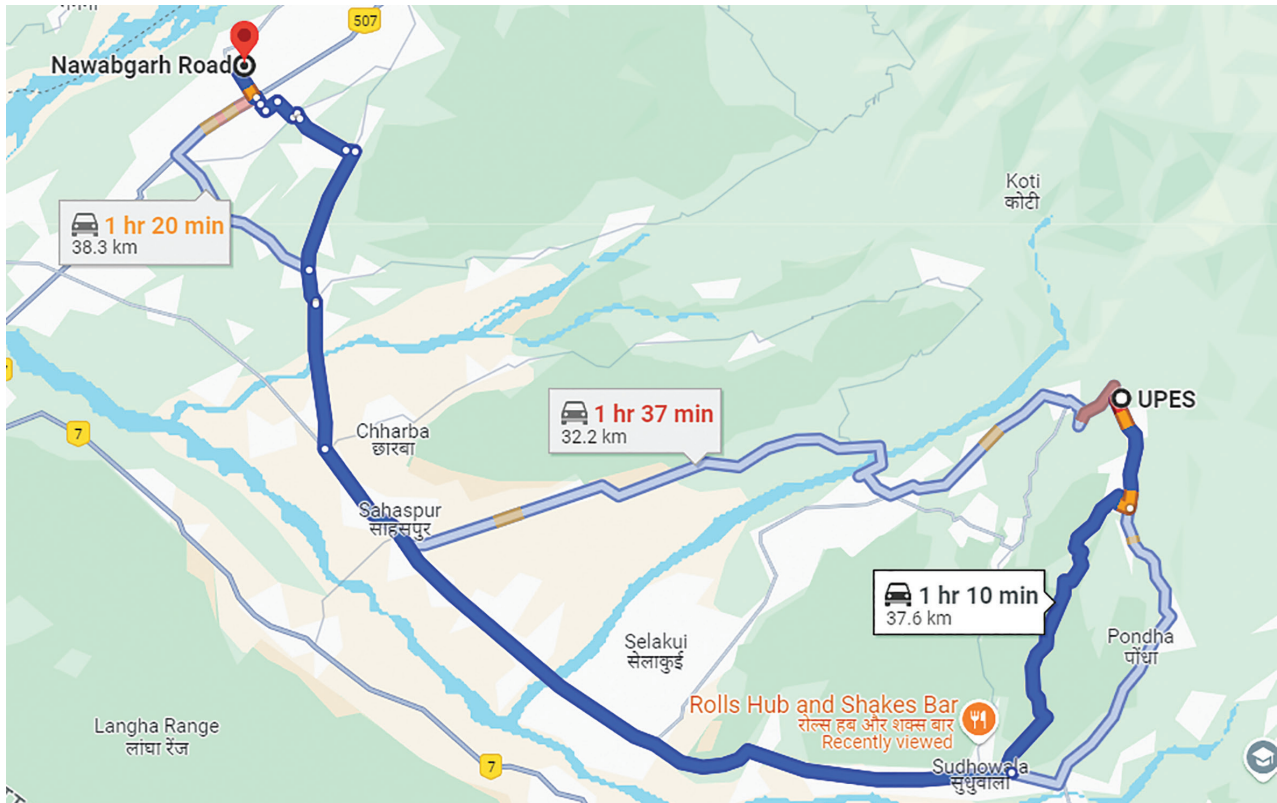 507
Nawabgarh Road
1 hr 20 min
38.3 km
Koti
कोटी
7
Chharba
छारबा
1 hr 37 min
32.2 km
UPES
Sahaspur
साहसपुर
1 hr 10 min
37.6 km
Selakui
सेलाकुई
Pondha
पोंधा
Langha Range
लांघा रेंज
Rolls Hub and Shakes Bar
रोल्स हब और शक्स बार
Recently viewed
7
Sudhowala
सुधुवाला